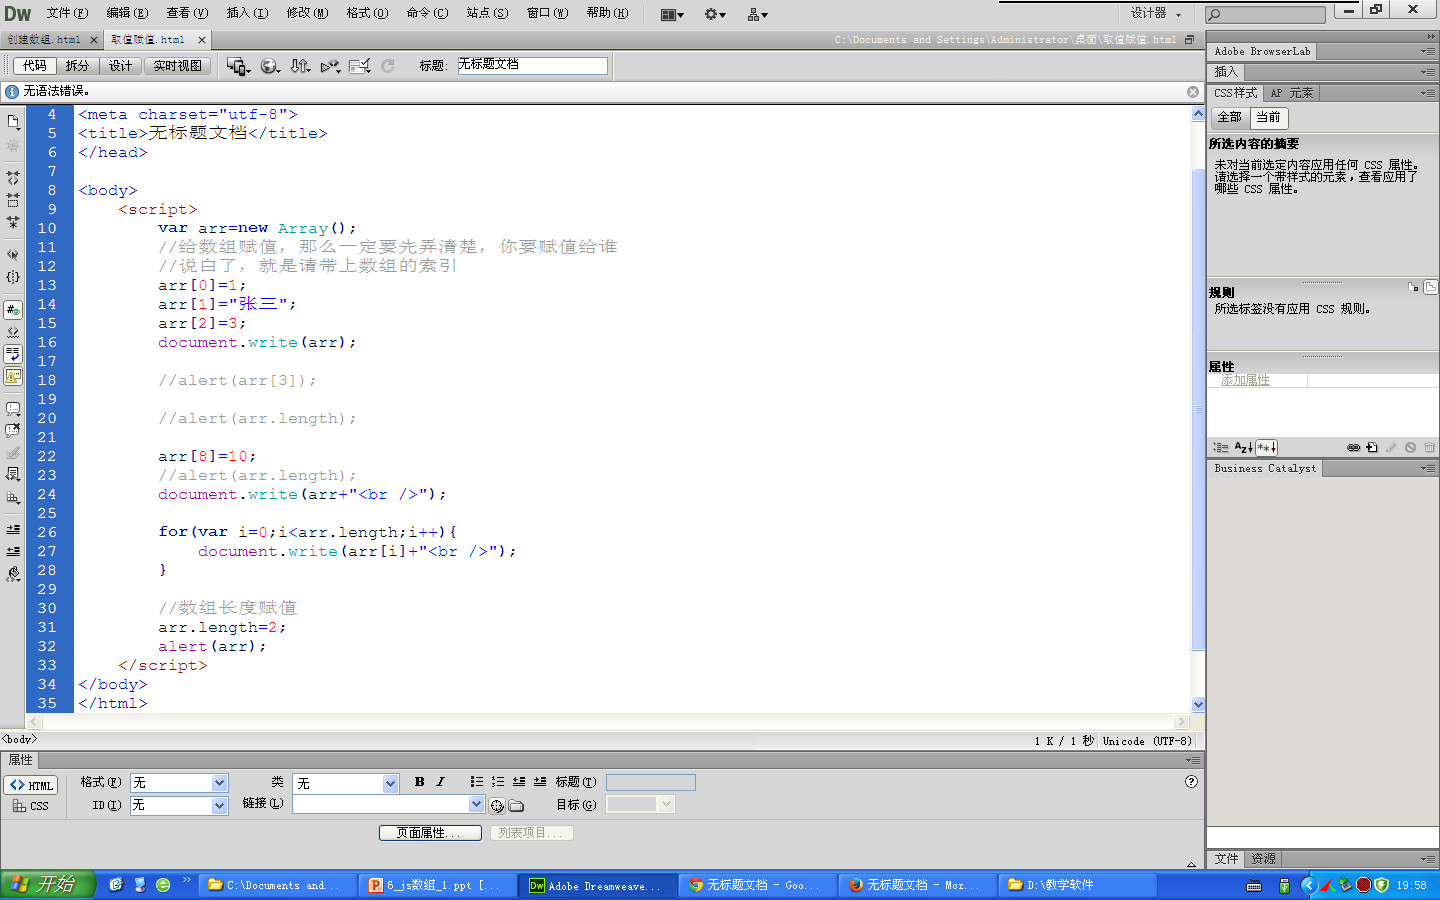 Dw 文件(F) 编辑(E) 查看(V) 插入(I) 修改(M) 格式(O) 命令(C) 站点(S) 窗口(W) 帮助(H) 设计器
创建数组.html 取值赋值.html C:\Documents and Settings\Administrator\桌面\取值赋值.html
代码 拆分 设计 实时视图 标题: 无标题文档
无语法错误。
4 <meta charset="utf-8">
5 <title>无标题文档</title>
6 </head>
7
8 <body>
9 <script>
10 var arr=new Array();
11 //给数组赋值，那么一定要先弄清楚，你要赋值给谁
12 //说白了，就是请带上数组的索引
13 arr[0]=1;
14 arr[1]="张三";
15 arr[2]=3;
16 document.write(arr);
17
18 //alert(arr[3]);
19
20 //alert(arr.length);
21
22 arr[8]=10;
23 //alert(arr.length);
24 document.write(arr+"<br />");
25
26 for(var i=0;i<arr.length;i++){
27 document.write(arr[i]+"<br />");
28 }
29
30 //数组长度赋值
31 arr.length=2;
32 alert(arr);
33 </script>
34 </body>
35 </html>
<body> 1 K / 1 秒 Unicode (UTF-8)
属性
<> HTML 格式(F) 无 类 无 B I 标题(T)
CSS ID(I) 无 链接(L) 目标(G)
页面属性... 列表项目...
Adobe BrowserLab
插入
CSS样式 AP 元素
全部 当前
所选内容的摘要
未对当前选定内容应用任何 CSS 属性。
请选择一个带样式的元素，查看应用了
哪些 CSS 属性。
规则
所选标签没有应用 CSS 规则。
属性
添加属性
Business Catalyst
文件 资源
开始 C:\Documents and... 6_js数组_1.ppt [... Adobe Dreamweave... 无标题文档 - Goo... 无标题文档 - Moz... D:\教学软件 19:58